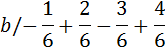 b/− 1/6 + 2/6 − 3/6 + 4/6